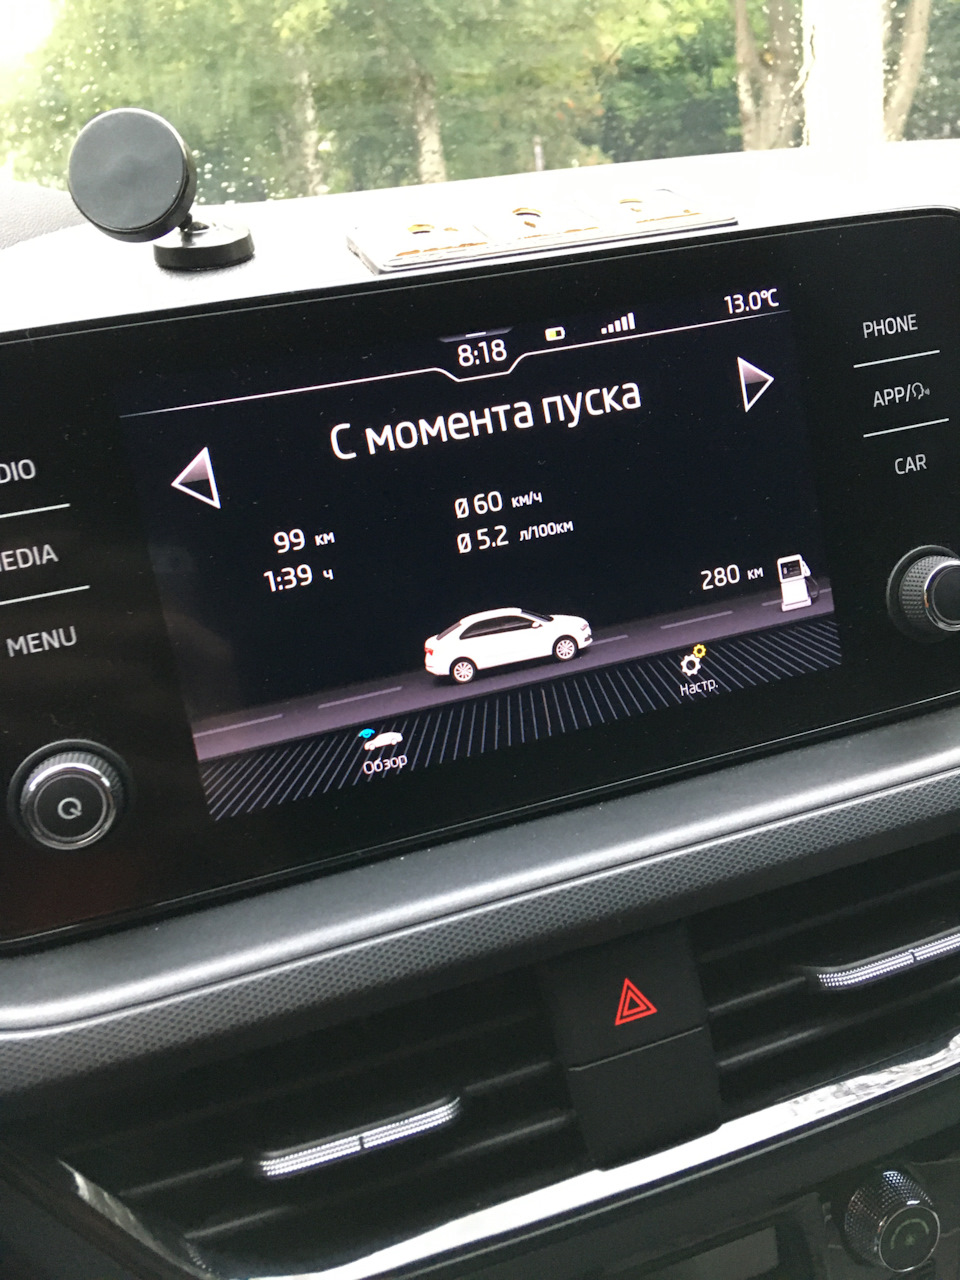 13.0°C
8:18
С момента пуска
99 км
1:39 ч
Ø 60 км/ч
Ø 5.2 л/100км
280 км
Настр.
Обзор
DIO
EDIA
MENU
PHONE
APP/
CAR